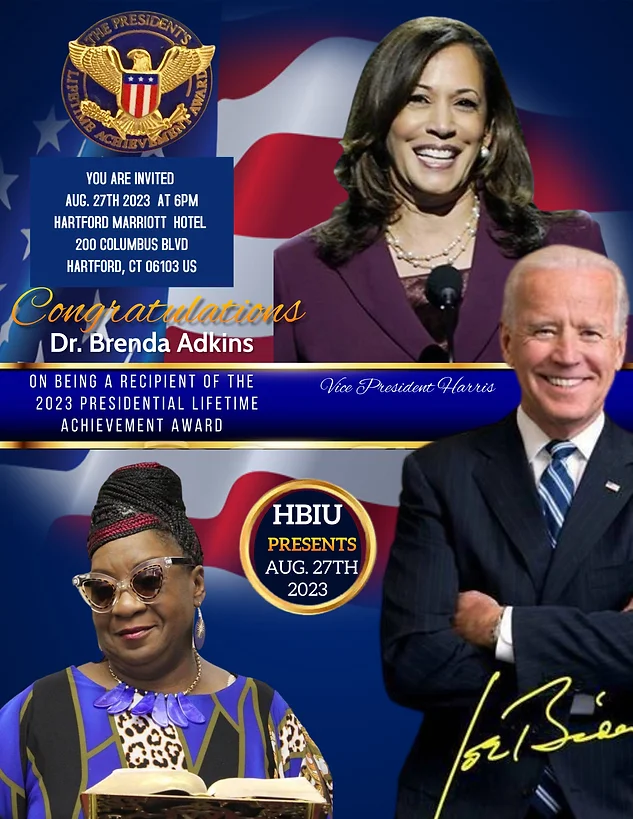 THE PRESIDENT'S
LIFETIME ACHIEVEMENT AWARD
YOU ARE INVITED
AUG. 27TH 2023 AT 6PM
HARTFORD MARRIOTT HOTEL
200 COLUMBUS BLVD
HARTFORD, CT 06103 US
Congratulations
Dr. Brenda Adkins
ON BEING A RECIPIENT OF THE
2023 PRESIDENTIAL LIFETIME
ACHIEVEMENT AWARD
Vice President Harris
HBIU
PRESENTS
AUG. 27TH
2023
Joe Biden